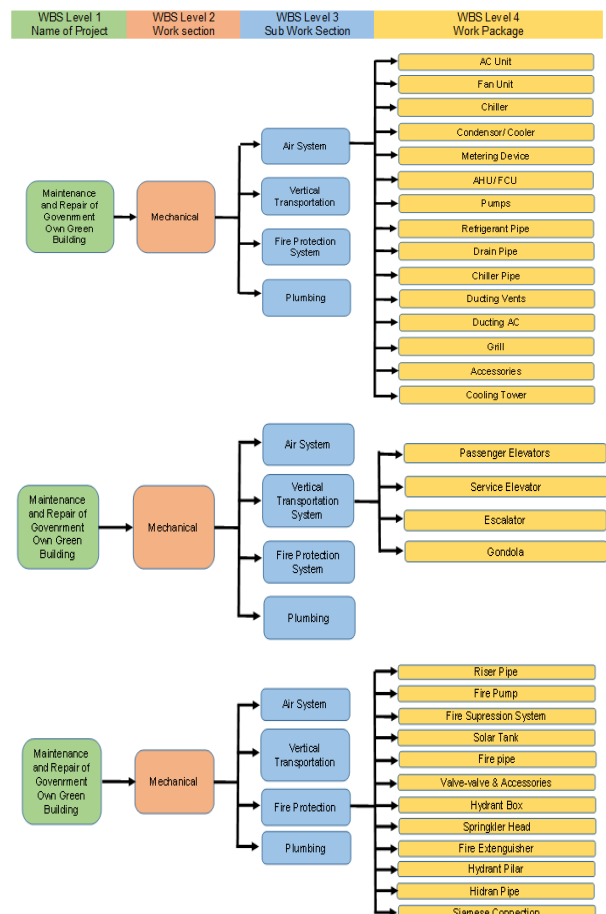 WBS Level 1
Name of Project
WBS Level 2
Work section
WBS Level 3
Sub Work Section
WBS Level 4
Work Package
Maintenance
and Repair of
Government
Own Green
Building
Mechanical
Air System
Vertical
Transportation
Fire Protection
System
Plumbing
AC Unit
Fan Unit
Chiller
Condensor/ Cooler
Metering Device
AHU/ FCU
Pumps
Refrigerant Pipe
Drain Pipe
Chiller Pipe
Ducting Vents
Ducting AC
Grill
Accessories
Cooling Tower
Maintenance
and Repair of
Government
Own Green
Building
Mechanical
Air System
Vertical
Transportation
System
Fire Protection
System
Plumbing
Passenger Elevators
Service Elevator
Escalator
Gondola
Maintenance
and Repair of
Government
Own Green
Building
Mechanical
Air System
Vertical
Transportation
Fire Protection
Plumbing
Riser Pipe
Fire Pump
Fire Supression System
Solar Tank
Fire pipe
Valve-valve & Accessories
Hydrant Box
Springkler Head
Fire Extinguisher
Hydrant Pilar
Hidran Pipe
Siamese Connection